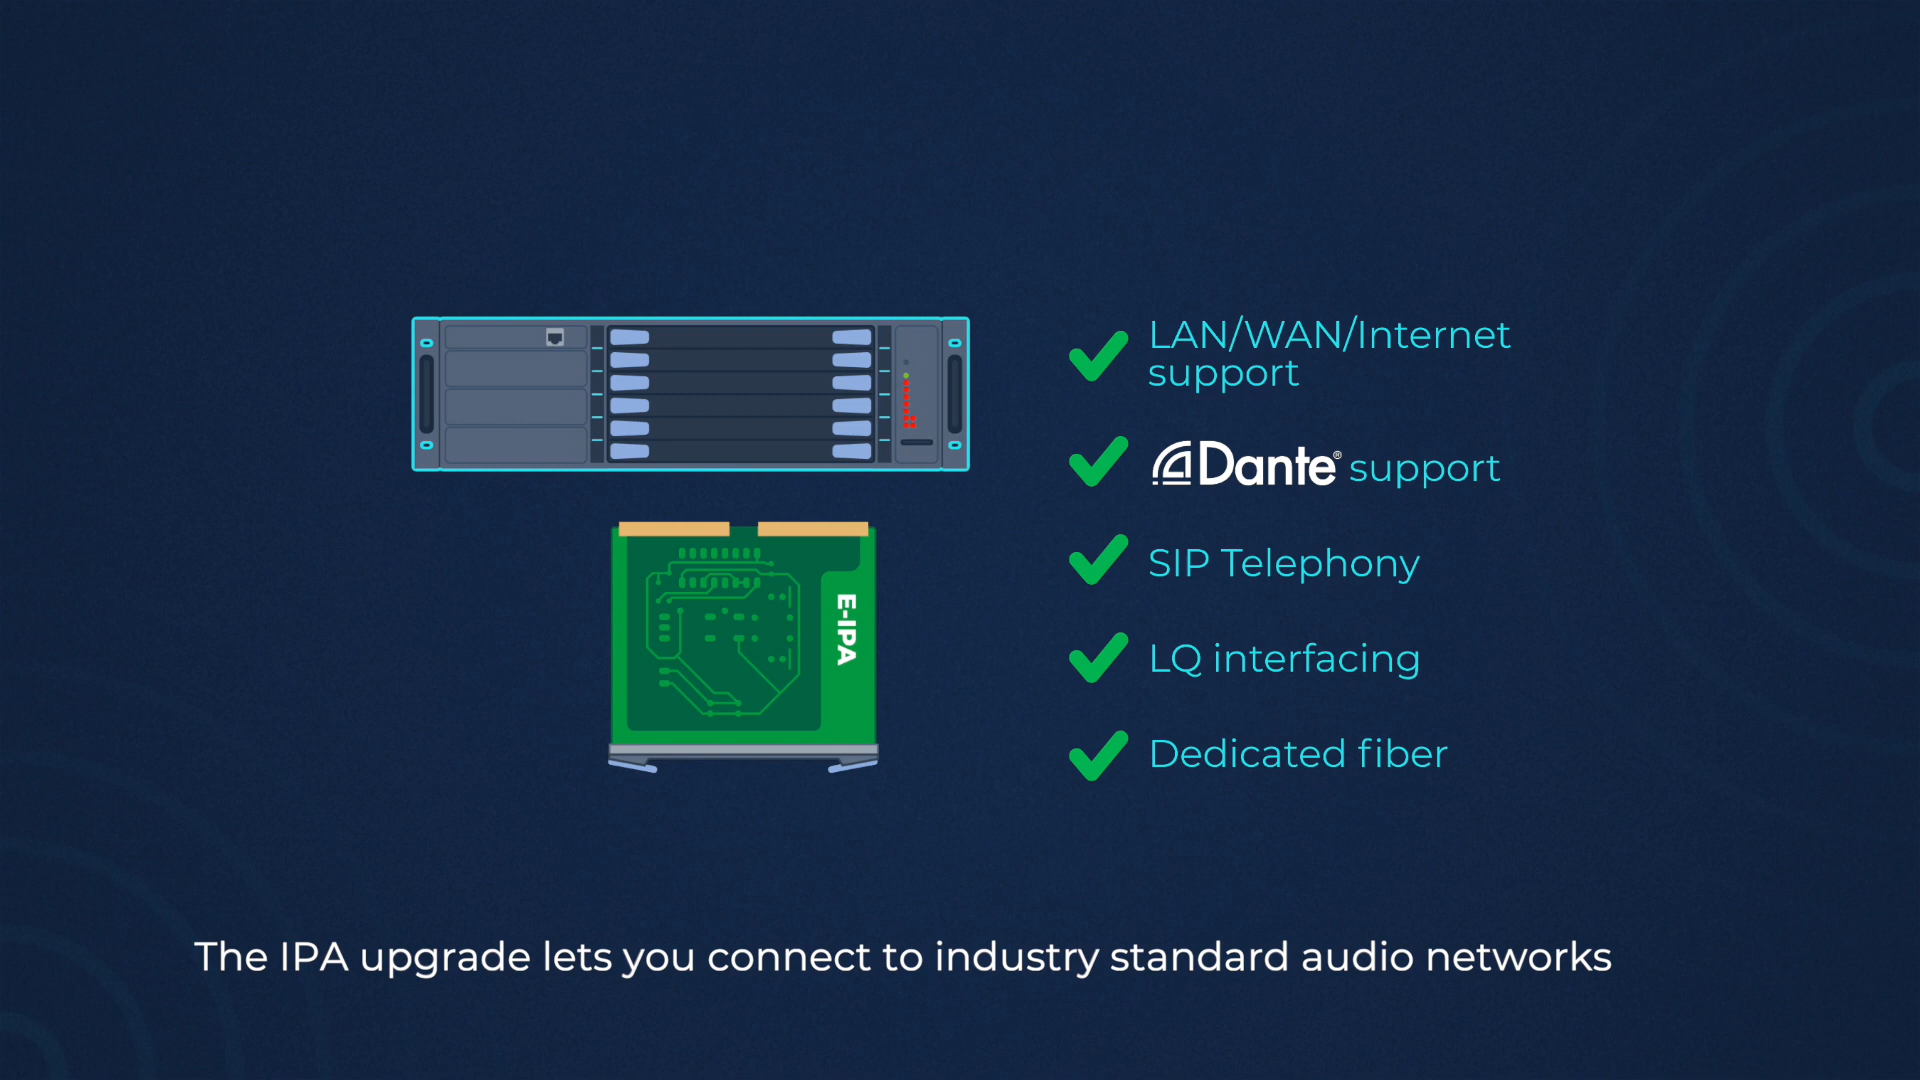 LAN/WAN/Internet
support
Dante® support
E-IPA
SIP Telephony
LQ interfacing
Dedicated fiber
The IPA upgrade lets you connect to industry standard audio networks